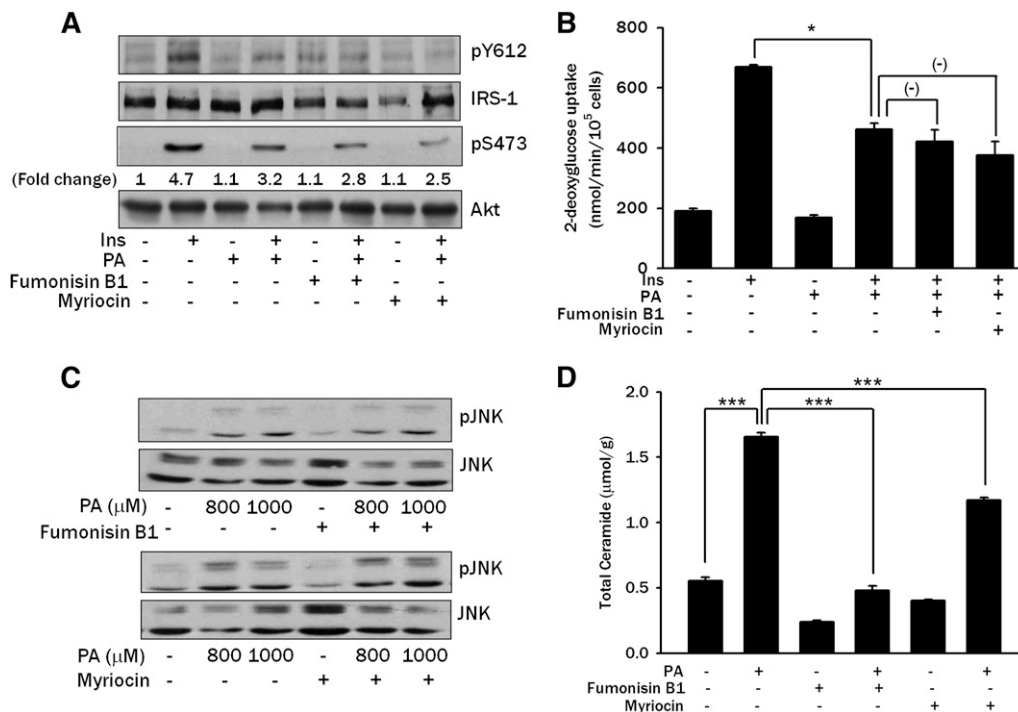 A
pY612
IRS-1
pS473
(Fold change) 1 4.7 1.1 3.2 1.1 2.8 1.1 2.5
Akt
Ins - + - + - + - +
PA - - + + - + - +
Fumonisin B1 - - - - + + - -
Myriocin - - - - - - + +
B
2-deoxyglucose uptake
(nmol/min/10⁵ cells)
800
600
400
200
0
*
(-)
(-)
Ins - + - + + +
PA - - + + + +
Fumonisin B1 - - - - + -
Myriocin - - - - - +
C
pJNK
JNK
PA (μM) - 800 1000 - 800 1000
Fumonisin B1 - - - + + +
pJNK
JNK
PA (μM) - 800 1000 - 800 1000
Myriocin - - - + + +
D
Total Ceramide (μmol/g)
2.0
1.5
1.0
0.5
0.0
***
***
***
PA - + - + - +
Fumonisin B1 - - + + - -
Myriocin - - - - + +